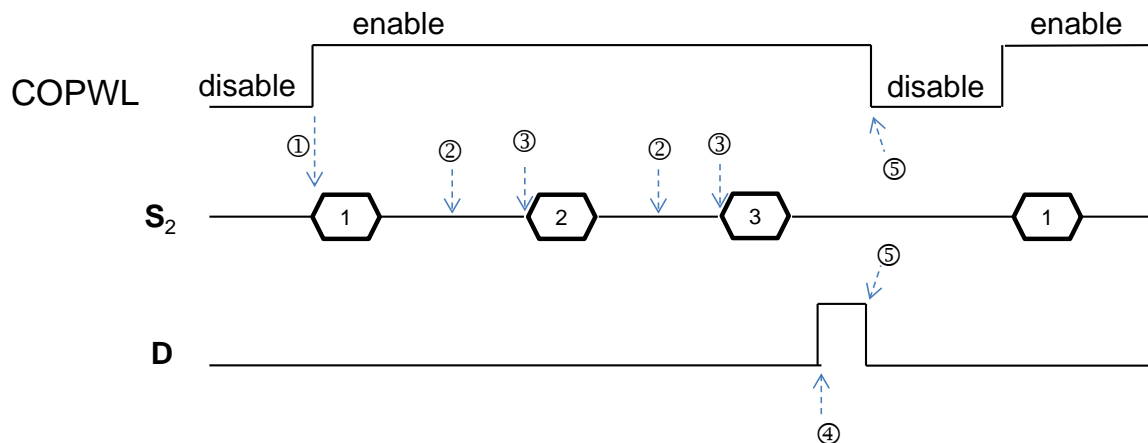 enable
enable
disable
disable
COPWL
①
②
③
②
③
⑤
S₂
1
2
3
1
⑤
D
④